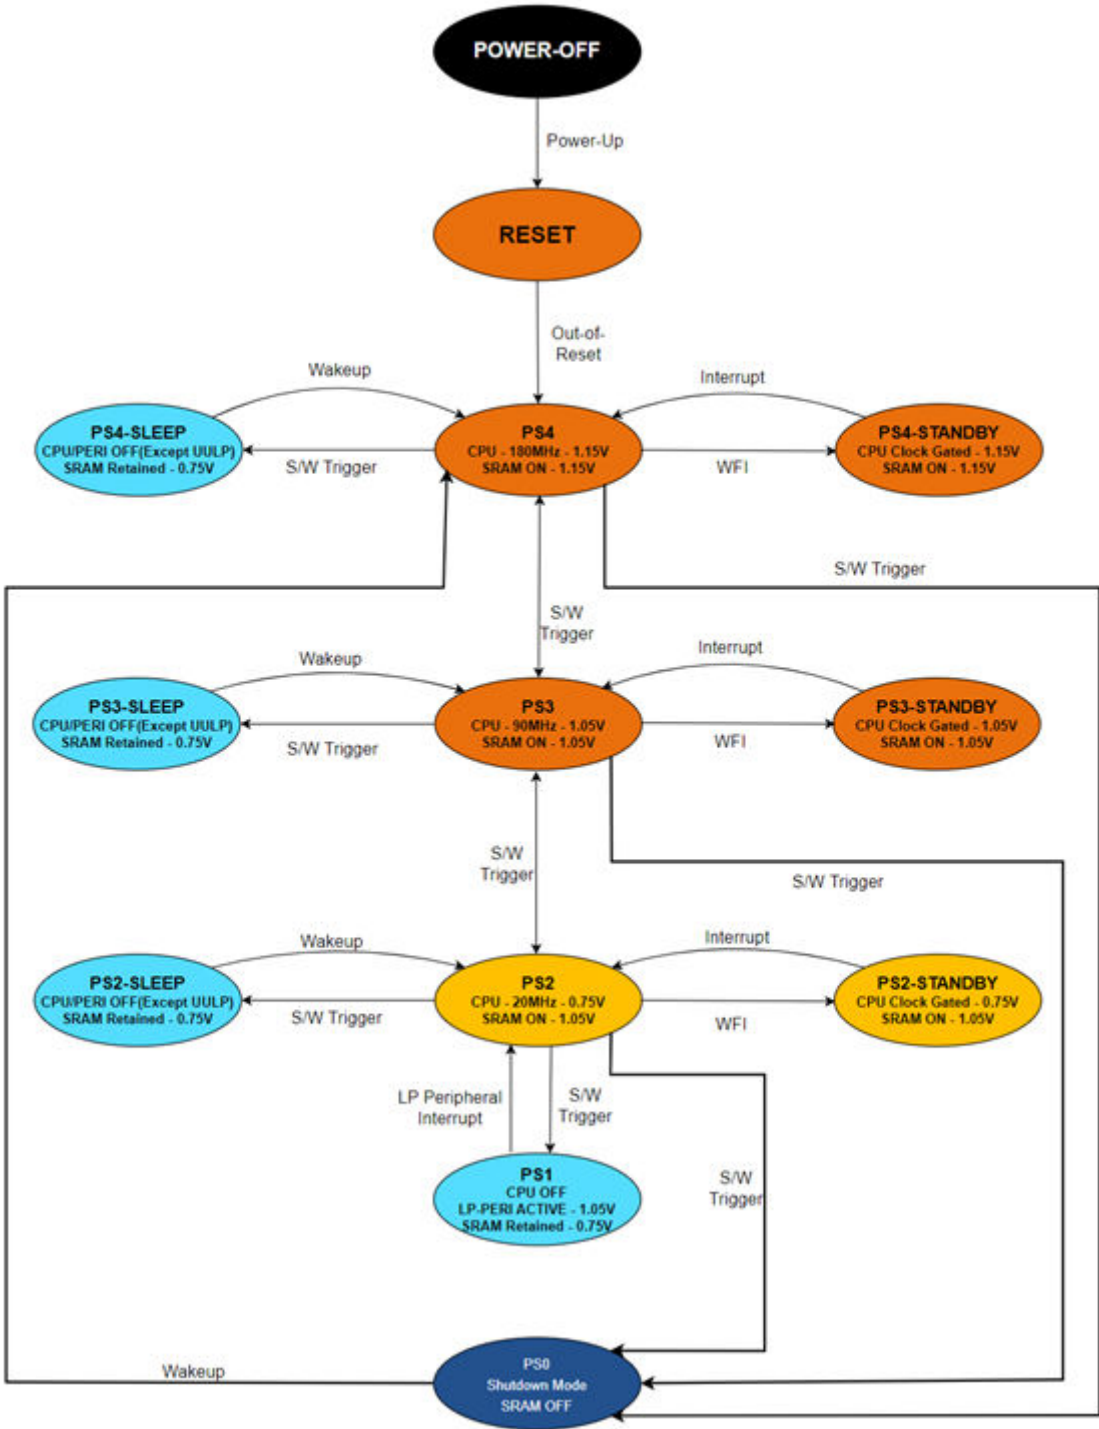 POWER-OFF
Power-Up
RESET
Out-of-
Reset
Wakeup
Interrupt
PS4-SLEEP
CPU/PERI OFF(Except UULP)
SRAM Retained - 0.75V
S/W Trigger
PS4
CPU - 180MHz - 1.15V
SRAM ON - 1.15V
WFI
PS4-STANDBY
CPU Clock Gated - 1.15V
SRAM ON - 1.15V
S/W Trigger
S/W
Trigger
Wakeup
Interrupt
PS3-SLEEP
CPU/PERI OFF(Except UULP)
SRAM Retained - 0.75V
S/W Trigger
PS3
CPU - 90MHz - 1.05V
SRAM ON - 1.05V
WFI
PS3-STANDBY
CPU Clock Gated - 1.05V
SRAM ON - 1.05V
S/W
Trigger
S/W Trigger
Wakeup
Interrupt
PS2-SLEEP
CPU/PERI OFF(Except UULP)
SRAM Retained - 0.75V
S/W Trigger
PS2
CPU - 20MHz - 0.75V
SRAM ON - 1.05V
WFI
PS2-STANDBY
CPU Clock Gated - 0.75V
SRAM ON - 1.05V
LP Peripheral
Interrupt
S/W
Trigger
PS1
CPU OFF
LP-PERI ACTIVE - 1.05V
SRAM Retained - 0.75V
S/W
Trigger
Wakeup
PS0
Shutdown Mode
SRAM OFF